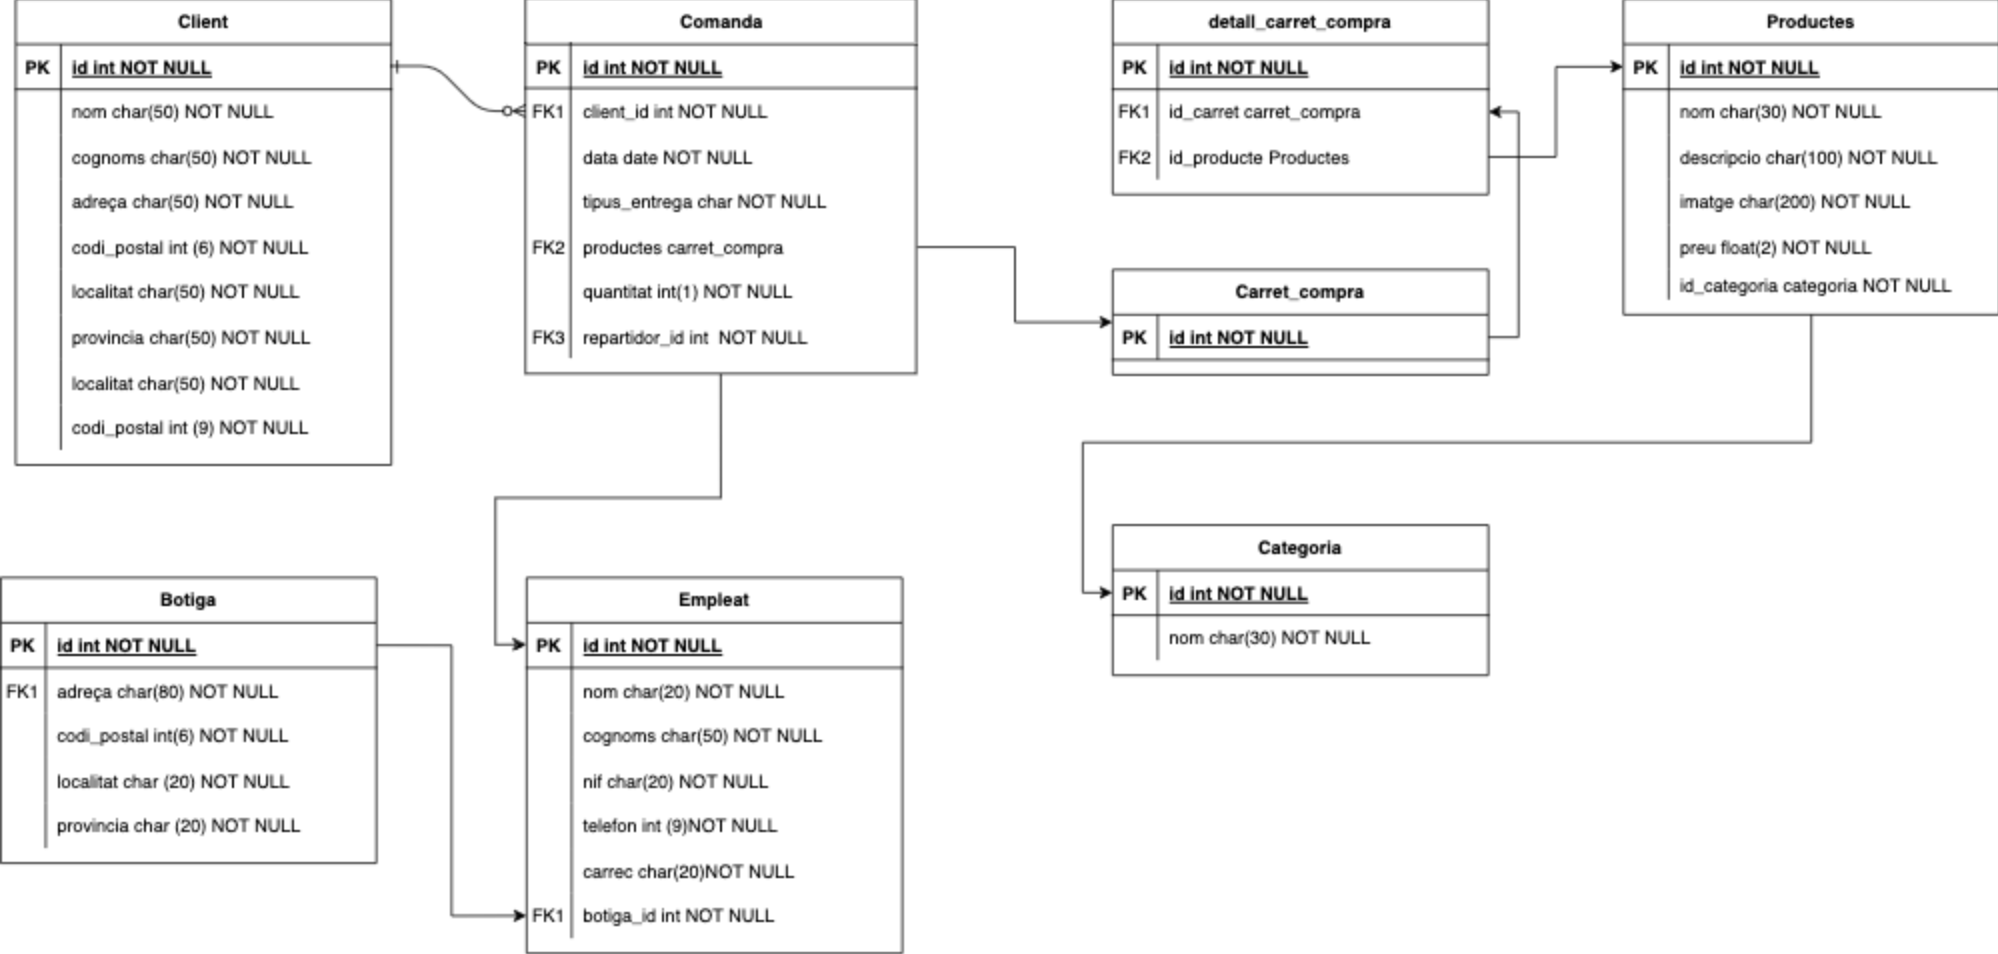 Client
PK id int NOT NULL
nom char(50) NOT NULL
cognoms char(50) NOT NULL
adreça char(50) NOT NULL
codi_postal int (6) NOT NULL
localitat char(50) NOT NULL
provincia char(50) NOT NULL
localitat char(50) NOT NULL
codi_postal int (9) NOT NULL
Comanda
PK id int NOT NULL
FK1 client_id int NOT NULL
data date NOT NULL
tipus_entrega char NOT NULL
FK2 productes carret_compra
quantitat int(1) NOT NULL
FK3 repartidor_id int NOT NULL
detall_carret_compra
PK id int NOT NULL
FK1 id_carret carret_compra
FK2 id_producte Productes
Productes
PK id int NOT NULL
nom char(30) NOT NULL
descripcio char(100) NOT NULL
imatge char(200) NOT NULL
preu float(2) NOT NULL
id_categoria categoria NOT NULL
Carret_compra
PK id int NOT NULL
Botiga
PK id int NOT NULL
FK1 adreça char(80) NOT NULL
codi_postal int(6) NOT NULL
localitat char (20) NOT NULL
provincia char (20) NOT NULL
Empleat
PK id int NOT NULL
nom char(20) NOT NULL
cognoms char(50) NOT NULL
nif char(20) NOT NULL
telefon int (9)NOT NULL
carrec char(20)NOT NULL
FK1 botiga_id int NOT NULL
Categoria
PK id int NOT NULL
nom char(30) NOT NULL